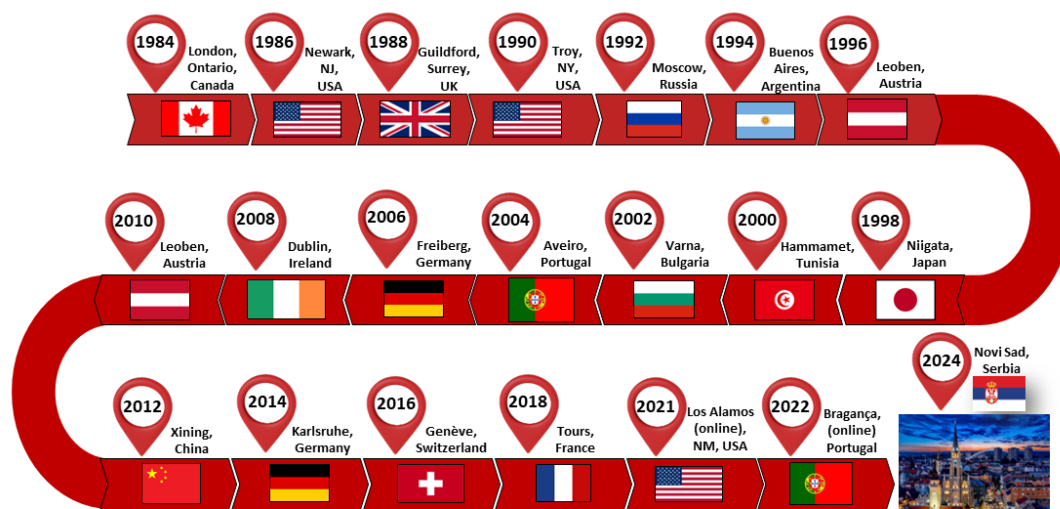 1984
London,
Ontario,
Canada
1986
Newark,
NJ,
USA
1988
Guildford,
Surrey,
UK
1990
Troy,
NY,
USA
1992
Moscow,
Russia
1994
Buenos
Aires,
Argentina
1996
Leoben,
Austria
1998
Niigata,
Japan
2000
Hammamet,
Tunisia
2002
Varna,
Bulgaria
2004
Aveiro,
Portugal
2006
Freiberg,
Germany
2008
Dublin,
Ireland
2010
Leoben,
Austria
2012
Xining,
China
2014
Karlsruhe,
Germany
2016
Genève,
Switzerland
2018
Tours,
France
2021
Los Alamos
(online),
NM, USA
2022
Bragança,
(online)
Portugal
2024
Novi Sad,
Serbia